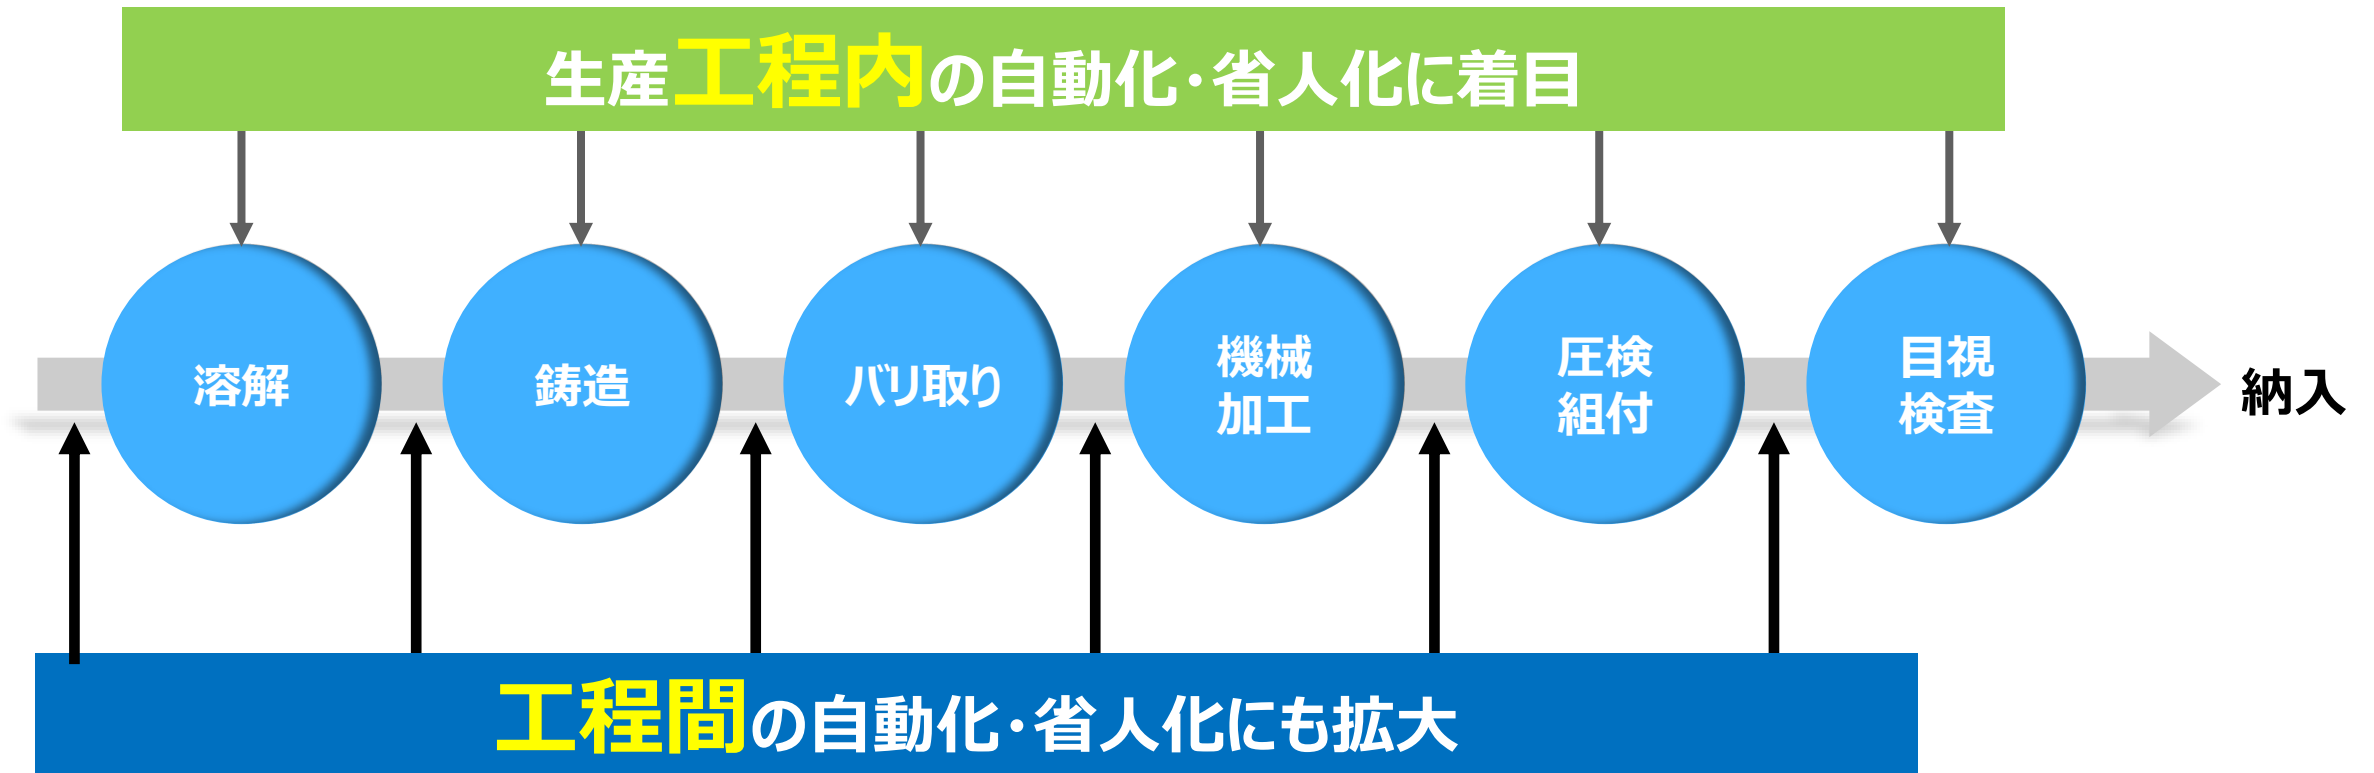 生産工程内の自動化・省人化に着目
溶解
鋳造
バリ取り
機械
加工
圧検
組付
目視
検査
納入
工程間の自動化・省人化にも拡大